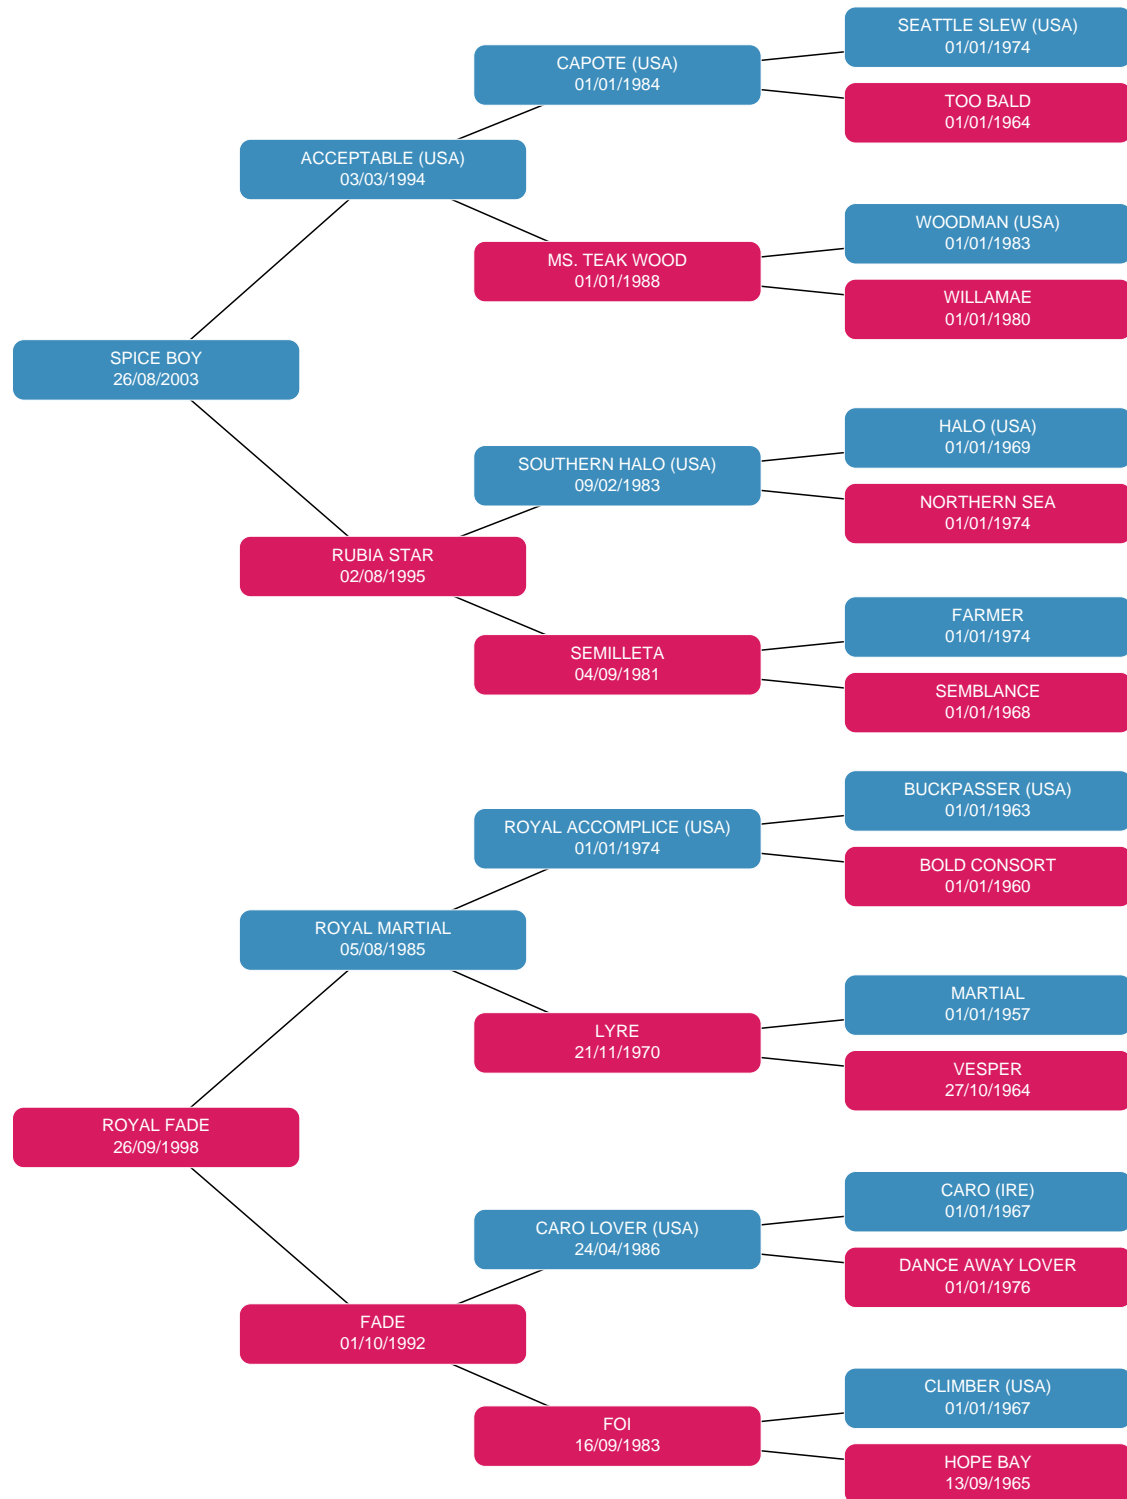 SEATTLE SLEW (USA)
01/01/1974
CAPOTE (USA)
01/01/1984
TOO BALD
01/01/1964
ACCEPTABLE (USA)
03/03/1994
WOODMAN (USA)
01/01/1983
MS. TEAK WOOD
01/01/1988
WILLAMAE
01/01/1980
SPICE BOY
26/08/2003
HALO (USA)
01/01/1969
SOUTHERN HALO (USA)
09/02/1983
NORTHERN SEA
01/01/1974
RUBIA STAR
02/08/1995
FARMER
01/01/1974
SEMILLETA
04/09/1981
SEMBLANCE
01/01/1968
BUCKPASSER (USA)
01/01/1963
ROYAL ACCOMPLICE (USA)
01/01/1974
BOLD CONSORT
01/01/1960
ROYAL MARTIAL
05/08/1985
MARTIAL
01/01/1957
LYRE
21/11/1970
VESPER
27/10/1964
ROYAL FADE
26/09/1998
CARO (IRE)
01/01/1967
CARO LOVER (USA)
24/04/1986
DANCE AWAY LOVER
01/01/1976
FADE
01/10/1992
CLIMBER (USA)
01/01/1967
FOI
16/09/1983
HOPE BAY
13/09/1965